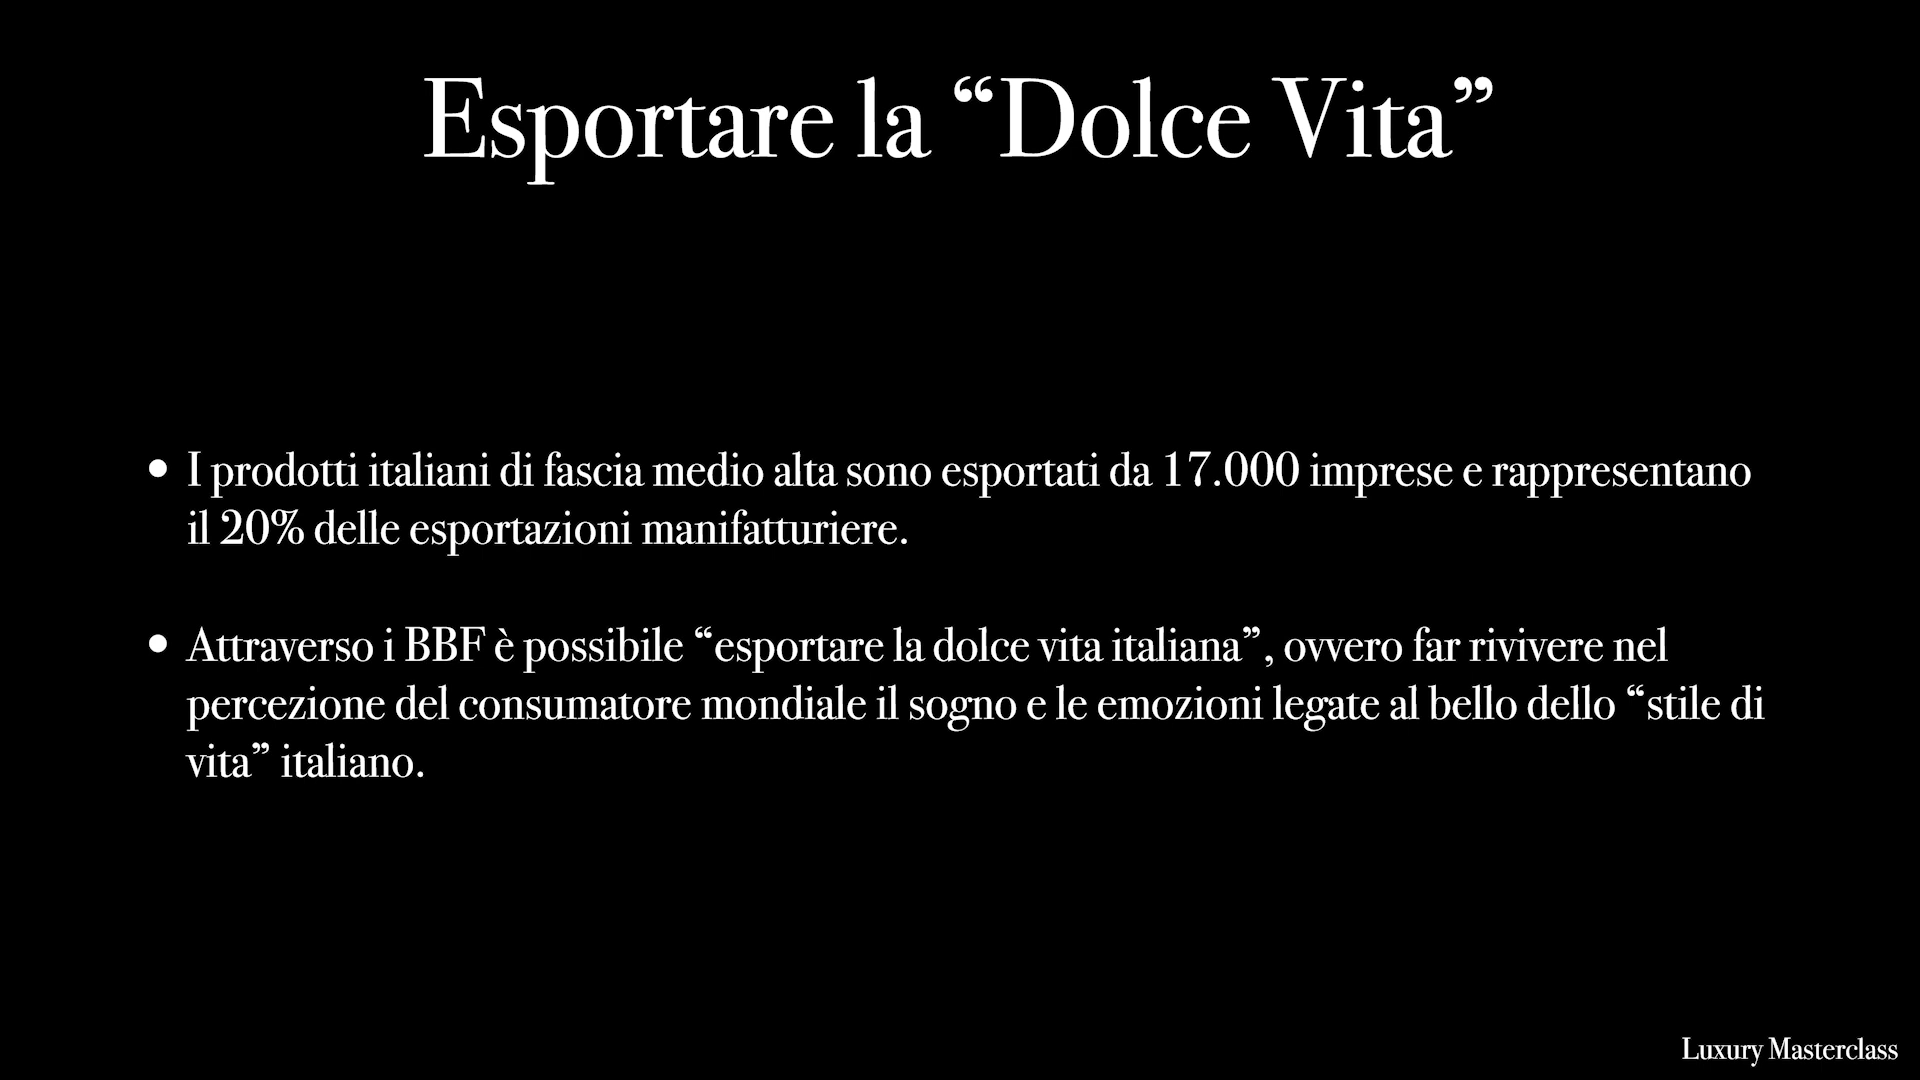 Esportare la “Dolce Vita”
• I prodotti italiani di fascia medio alta sono esportati da 17.000 imprese e rappresentano
il 20% delle esportazioni manifatturiere.
• Attraverso i BBF è possibile “esportare la dolce vita italiana”, ovvero far rivivere nel
percezione del consumatore mondiale il sogno e le emozioni legate al bello dello “stile di
vita” italiano.
Luxury Masterclass